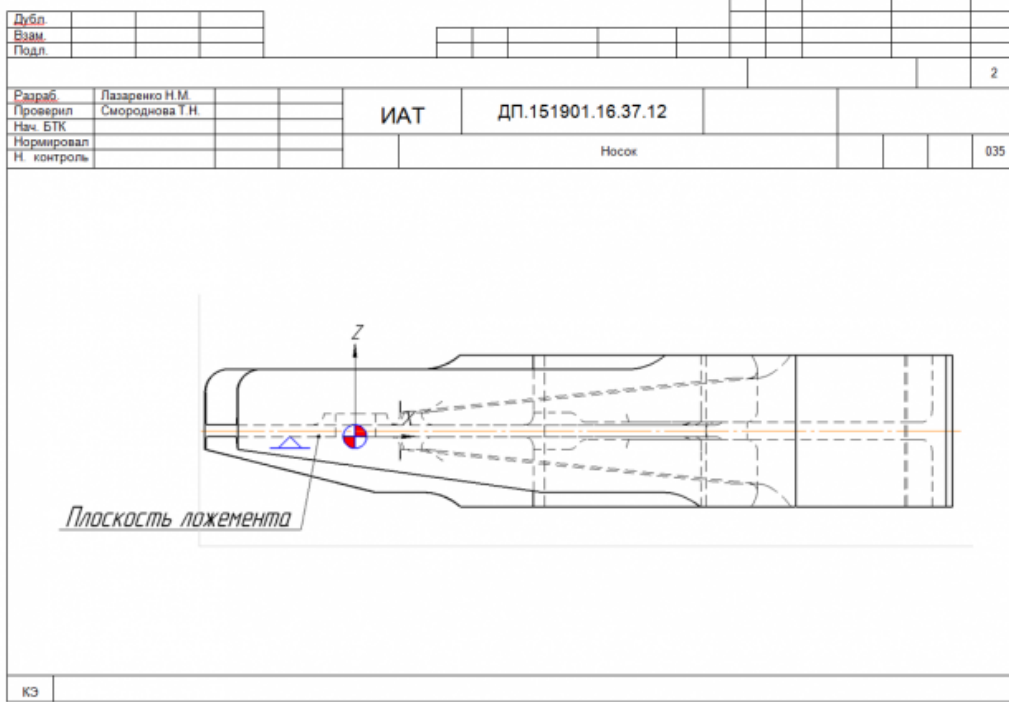 Дубл.
Взам.
Подл.
2
Разраб. Лазаренко Н.М.
Проверил Смороднова Т.Н.
Нач. БТК
ИАТ ДП.151901.16.37.12
Нормировал
Н. контроль
Носок 035
Z
X
Плоскость ложемента
КЭ